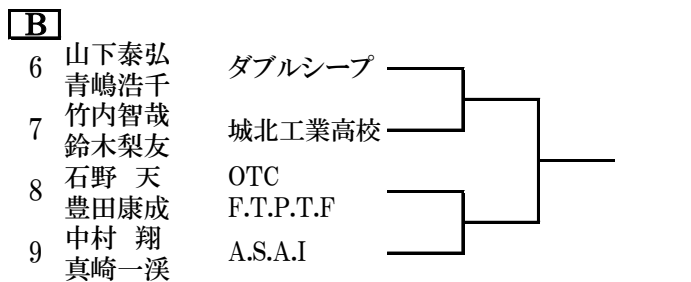 B
6 山下泰弘 ダブルシープ
青嶋浩千
7 竹内智哉 城北工業高校
鈴木梨友
8 石野 天 OTC
豊田康成 F.T.P.T.F
9 中村 翔 A.S.A.I
真崎一渓